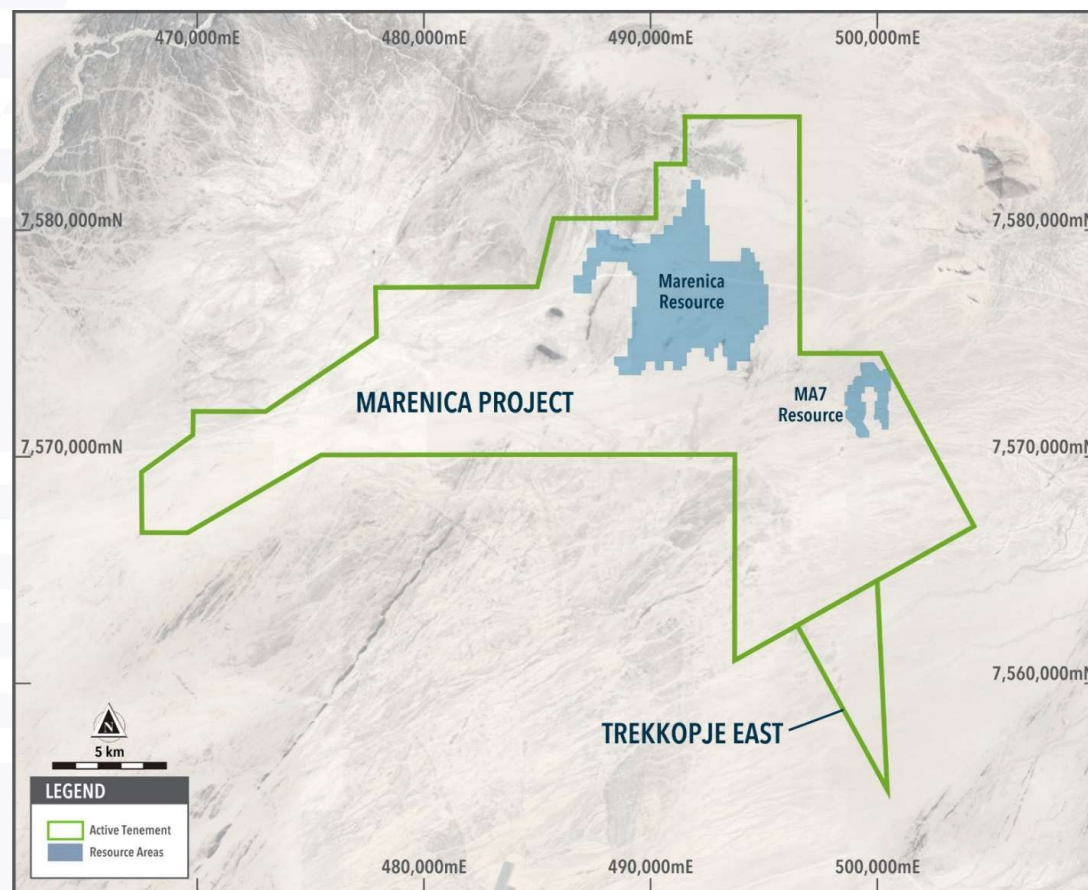 470,000mE
480,000mE
490,000mE
500,000mE
7,580,000mN
7,580,000mN
Marenica
Resource
MARENICA PROJECT
MA7
Resource
7,570,000mN
7,570,000mN
7,560,000mN
TREKKOPJE EAST
N
5 km
LEGEND
Active Tenement
Resource Areas
480,000mE
490,000mE
500,000mE